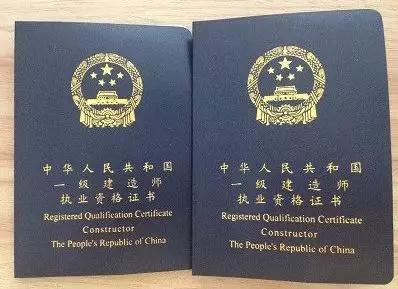 中华人民共和国
一级建造师
执业资格证书
Registered Qualification Certificate
Constructor
The People's Republic of China
中华人民共和国
一级建造师
执业资格证书
Registered Qualification Certificate
Constructor
The People's Republic of China